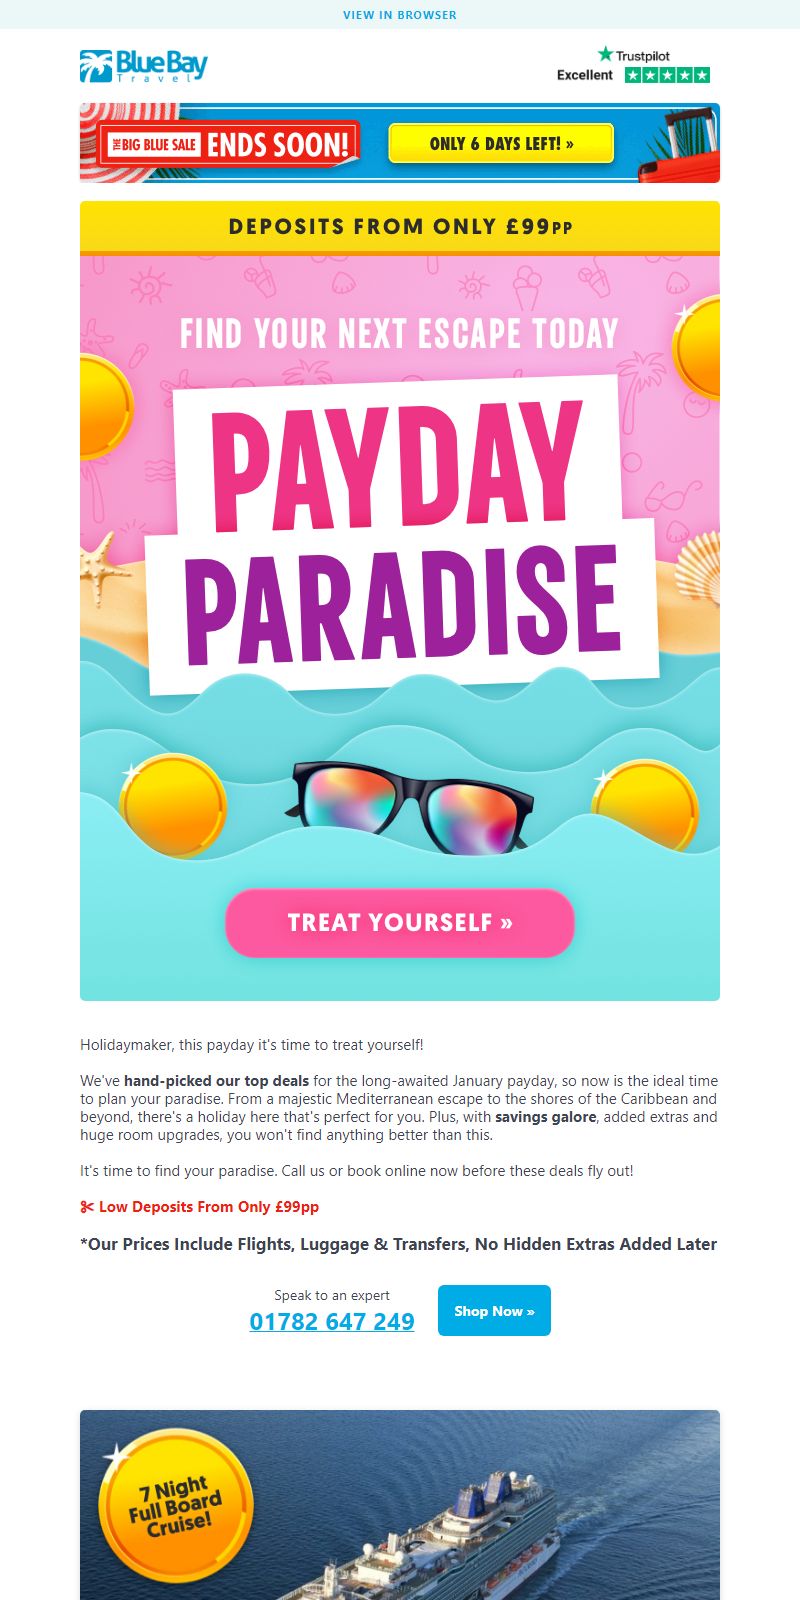 VIEW IN BROWSER
Blue Bay
Travel
Trustpilot
Excellent
THE BIG BLUE SALE ENDS SOON!
ONLY 6 DAYS LEFT! »
DEPOSITS FROM ONLY £99PP
FIND YOUR NEXT ESCAPE TODAY
PAYDAY
PARADISE
TREAT YOURSELF »
Holidaymaker, this payday it's time to treat yourself!
We've hand-picked our top deals for the long-awaited January payday, so now is the ideal time
to plan your paradise. From a majestic Mediterranean escape to the shores of the Caribbean and
beyond, there's a holiday here that's perfect for you. Plus, with savings galore, added extras and
huge room upgrades, you won't find anything better than this.
It's time to find your paradise. Call us or book online now before these deals fly out!
✂ Low Deposits From Only £99pp
*Our Prices Include Flights, Luggage & Transfers, No Hidden Extras Added Later
Speak to an expert
01782 647 249
Shop Now »
7 Night
Full Board
Cruise!